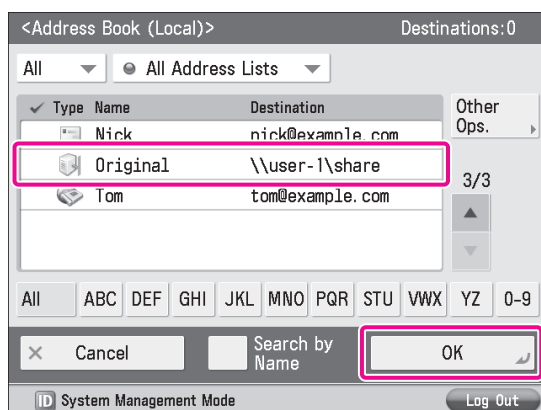 <Address Book (Local)> Destinations:0
All All Address Lists
Type Name Destination Other Ops.
Nick nick@example.com
Original \\user-1\share
3/3
Tom tom@example.com
All ABC DEF GHI JKL MNO PQR STU VWX YZ 0-9
Cancel Search by Name OK
ID System Management Mode Log Out